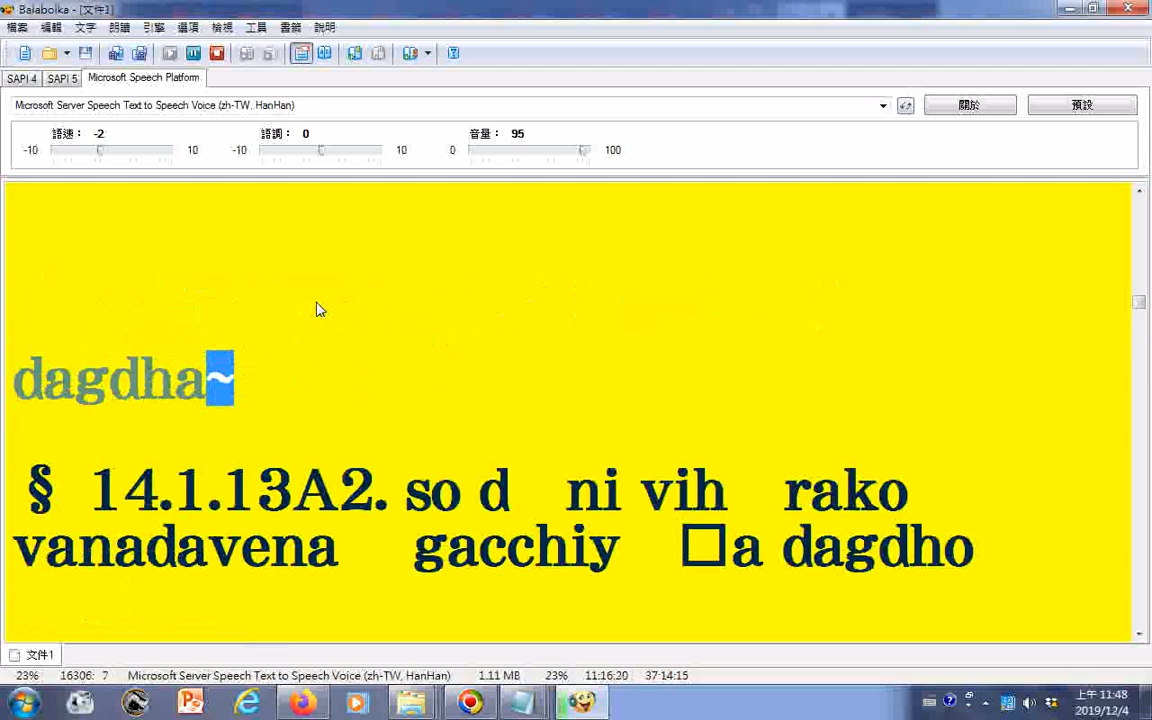 Balabolka - [文件1]
檔案 編輯 文字 朗讀 引擎 選項 檢視 工具 書籤 說明
SAPI 4 SAPI 5 Microsoft Speech Platform
Microsoft Server Speech Text to Speech Voice (zh-TW, HanHan) 關於 預設
語速： -2 語調： 0 音量： 95
-10 10 -10 10 0 100
dagdha~
§ 14.1.13A2. so d ni vih rako
vanadavena gacchiy □a dagdho
文件1
23% 16306: 7 Microsoft Server Speech Text to Speech Voice (zh-TW, HanHan) 1.11 MB 23% 11:16:20 37:14:15
上午 11:48
2019/12/4